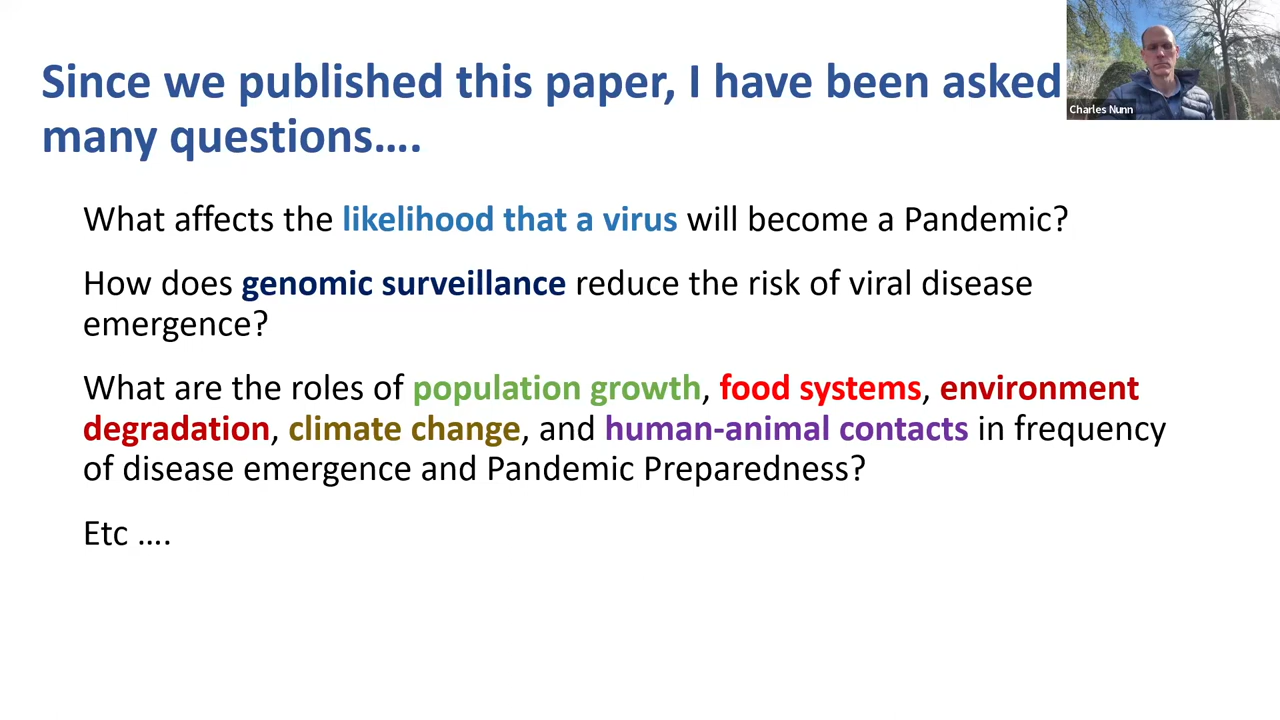 Since we published this paper, I have been asked
many questions….
Charles Nunn
What affects the likelihood that a virus will become a Pandemic?
How does genomic surveillance reduce the risk of viral disease
emergence?
What are the roles of population growth, food systems, environment
degradation, climate change, and human-animal contacts in frequency
of disease emergence and Pandemic Preparedness?
Etc ….